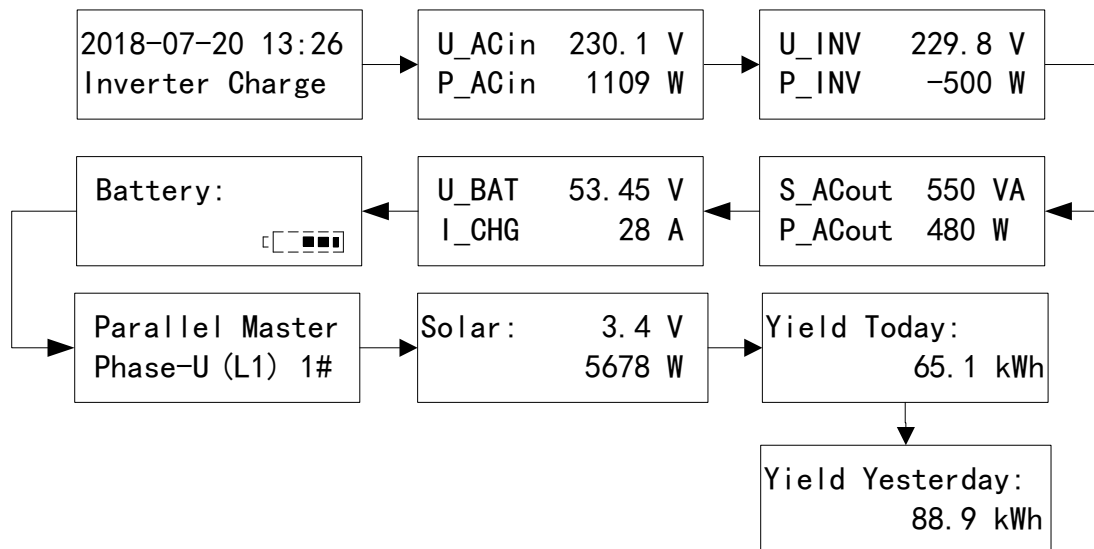 2018-07-20 13:26
Inverter Charge
U_ACin 230.1 V
P_ACin 1109 W
U_INV 229.8 V
P_INV -500 W
S_ACout 550 VA
P_ACout 480 W
U_BAT 53.45 V
I_CHG 28 A
Battery:
Parallel Master
Phase-U(L1) 1#
Solar: 3.4 V
5678 W
Yield Today:
65.1 kWh
Yield Yesterday:
88.9 kWh